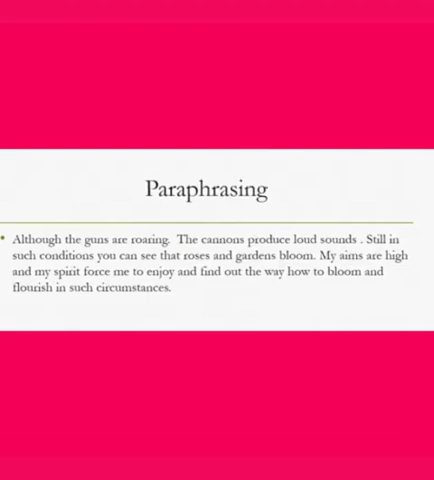 Paraphrasing
• Although the guns are roaring. The cannons produce loud sounds . Still in
such conditions you can see that roses and gardens bloom. My aims are high
and my spirit force me to enjoy and find out the way how to bloom and
flourish in such circumstances.